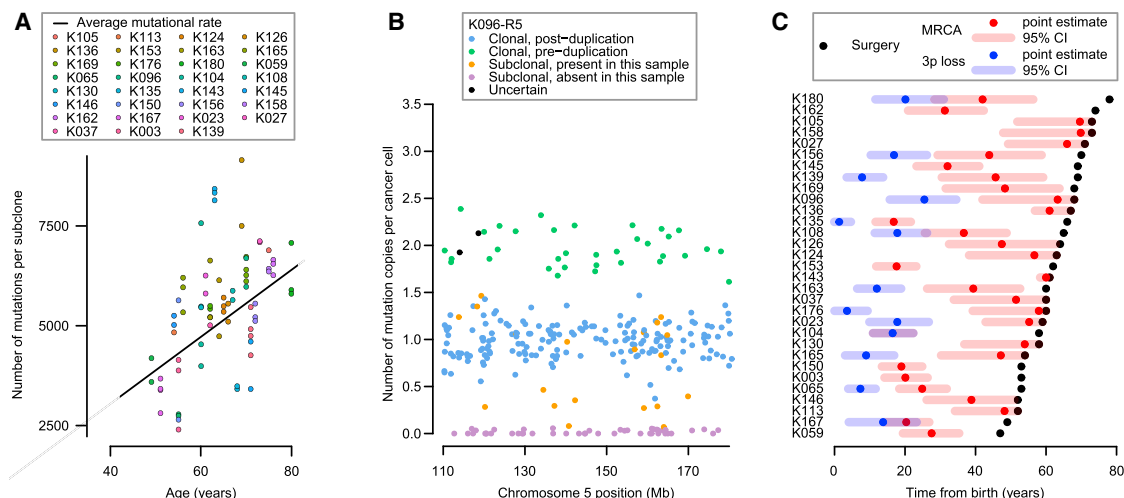 A
Average mutational rate
K105 K113 K124 K126
K136 K153 K163 K165
K169 K176 K180 K059
K065 K096 K104 K108
K130 K135 K143 K145
K146 K150 K156 K158
K162 K167 K023 K027
K037 K003 K139
Number of mutations per subclone
7500
5000
2500
40 60 80
Age (years)
B
K096-R5
Clonal, post−duplication
Clonal, pre−duplication
Subclonal, present in this sample
Subclonal, absent in this sample
Uncertain
Number of mutation copies per cancer cell
3.5
3.0
2.5
2.0
1.5
1.0
0.5
0.0
110 130 150 170
Chromosome 5 position (Mb)
C
Surgery
MRCA
point estimate
95% CI
3p loss
point estimate
95% CI
K180
K162
K105
K158
K027
K156
K145
K139
K169
K096
K136
K135
K108
K126
K124
K153
K143
K163
K037
K176
K023
K104
K130
K165
K150
K003
K065
K146
K113
K167
K059
0 20 40 60 80
Time from birth (years)